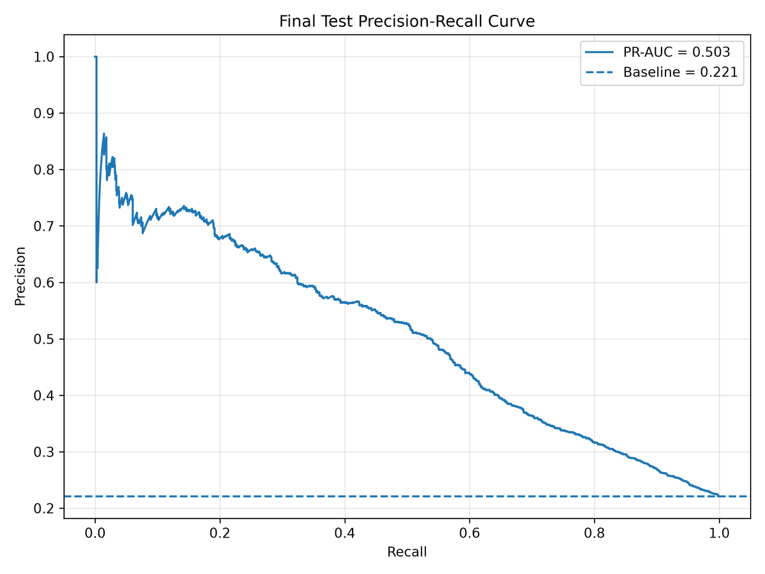 Final Test Precision-Recall Curve
PR-AUC = 0.503
Baseline = 0.221
Precision
1.0
0.9
0.8
0.7
0.6
0.5
0.4
0.3
0.2
0.0 0.2 0.4 0.6 0.8 1.0
Recall